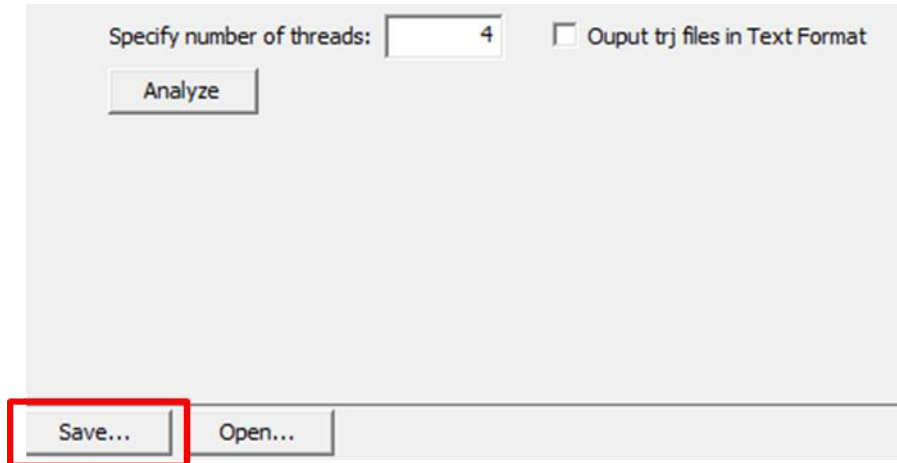 Specify number of threads: 4 Ouput trj files in Text Format
Analyze
Save... Open...